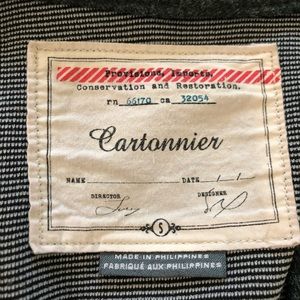 Provisions, Imports,
Conservation and Restoration.
rn 66170 ca 32054
Cartonnier
NAME DATE / /
DIRECTOR DESIGNER
S
MADE IN PHILIPPINES
FABRIQUÉ AUX PHILIPPINES